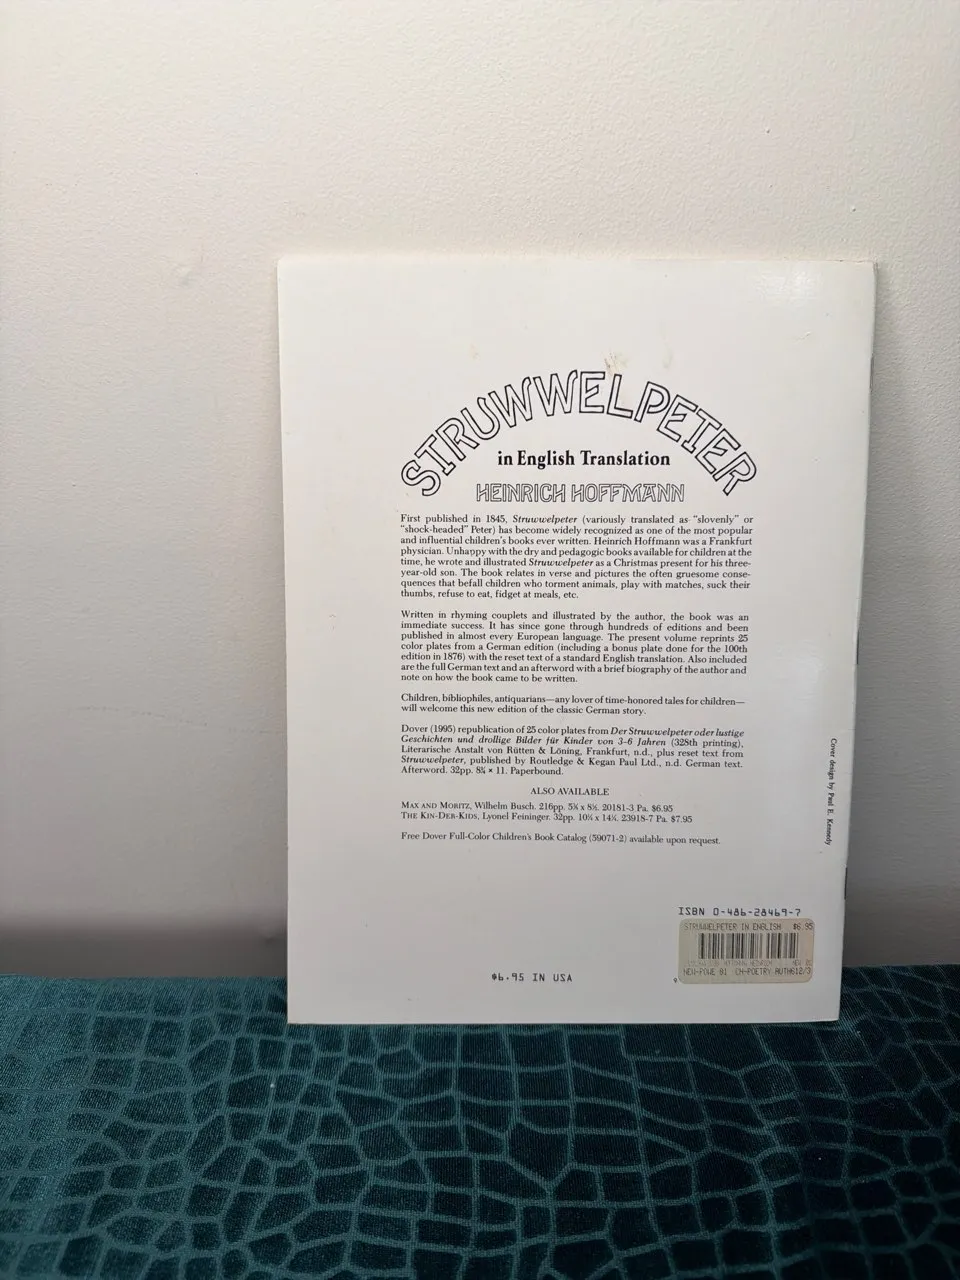 STRUWWELPETER
in English Translation
HEINRICH HOFFMANN
First published in 1845, Struwwelpeter (variously translated as "slovenly" or
"shock-headed" Peter) has become widely recognized as one of the most popular
and influential children's books ever written. Heinrich Hoffmann was a Frankfurt
physician. Unhappy with the dry and pedagogic books available for children at the
time, he wrote and illustrated Struwwelpeter as a Christmas present for his three-
year-old son. The book relates in verse and pictures the often gruesome conse-
quences that befall children who torment animals, play with matches, suck their
thumbs, refuse to eat, fidget at meals, etc.
Written in rhyming couplets and illustrated by the author, the book was an
immediate success. It has since gone through hundreds of editions and been
published in almost every European language. The present volume reprints 25
color plates from a German edition (including a bonus plate done for the 100th
edition in 1876) with the reset text of a standard English translation. Also included
are the full German text and an afterword with a brief biography of the author and
note on how the book came to be written.
Children, bibliophiles, antiquarians—any lover of time-honored tales for children—
will welcome this new edition of the classic German story.
Dover (1995) republication of 25 color plates from Der Struwwelpeter oder lustige
Geschichten und drollige Bilder für Kinder von 3–6 Jahren (328th printing),
Literarische Anstalt von Rütten & Löning, Frankfurt, n.d., plus reset text from
Struwwelpeter, published by Routledge & Kegan Paul Ltd., n.d. German text.
Afterword. 32pp. 8¼ × 11. Paperbound.
ALSO AVAILABLE
MAX AND MORITZ, Wilhelm Busch. 216pp. 5⅜ x 8½. 20181-3 Pa. $6.95
THE KIN-DER-KIDS, Lyonel Feininger. 32pp. 10¼ x 14¼. 23918-7 Pa. $7.95
Free Dover Full-Color Children's Book Catalog (59071-2) available upon request.
Cover design by Paul E. Kennedy
ISBN 0-486-28469-7
STRUWWELPETER IN ENGLISH $6.95
NEW-POWE 81 CH-POETRY AUTHG12/3
$6.95 IN USA